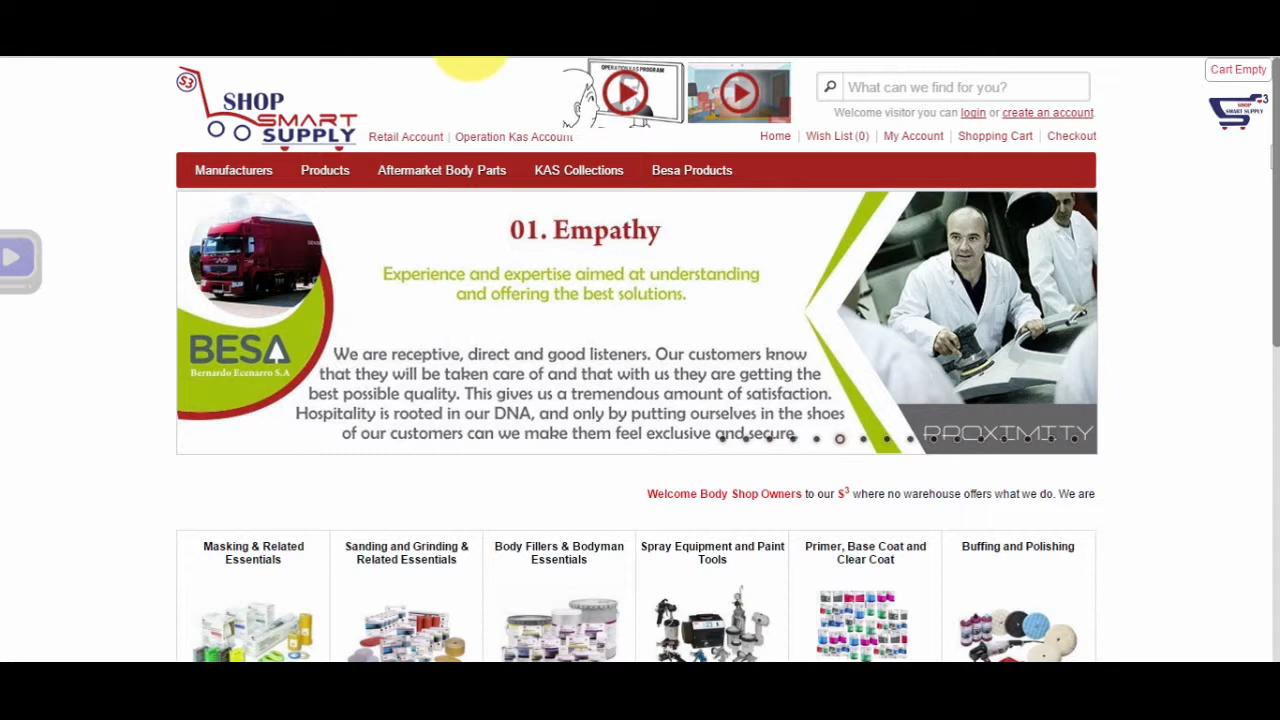 Cart Empty
S3
SHOP
SMART
SUPPLY
OPERATION KAS PROGRAM
What can we find for you?
Welcome visitor you can login or create an account.
3
SHOP
SMART SUPPLY
Retail Account | Operation Kas Account
Home | Wish List (0) | My Account | Shopping Cart | Checkout
Manufacturers Products Aftermarket Body Parts KAS Collections Besa Products
01. Empathy
Experience and expertise aimed at understanding
and offering the best solutions.
BESA
Bernardo Ecenarro S.A
We are receptive, direct and good listeners. Our customers know
that they will be taken care of and that with us they are getting the
best possible quality. This gives us a tremendous amount of satisfaction.
Hospitality is rooted in our DNA, and only by putting ourselves in the shoes
of our customers can we make them feel exclusive and secure.
PROXIMITY
Welcome Body Shop Owners to our S3 where no warehouse offers what we do. We are
Masking & Related
Essentials
Sanding and Grinding &
Related Essentials
Body Fillers & Bodyman
Essentials
Spray Equipment and Paint
Tools
Primer, Base Coat and
Clear Coat
Buffing and Polishing